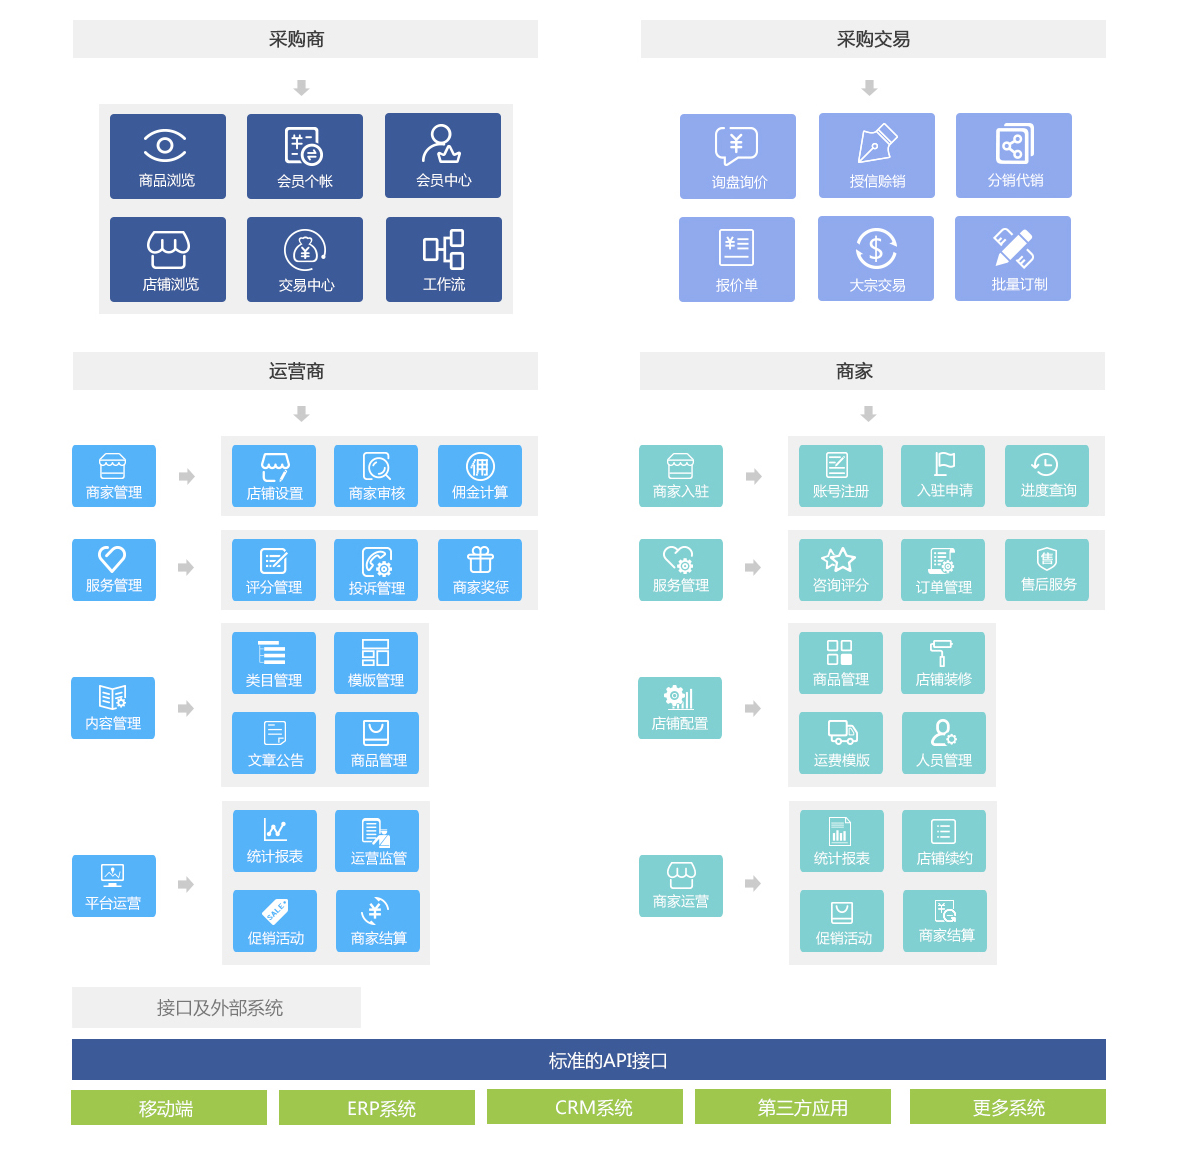 采购商
商品浏览
会员个帐
会员中心
店铺浏览
交易中心
工作流
采购交易
询盘询价
授信赊销
分销代销
报价单
大宗交易
批量订制
运营商
商家管理
店铺设置
商家审核
佣
佣金计算
服务管理
评分管理
投诉管理
商家奖惩
内容管理
类目管理
模版管理
文章公告
商品管理
平台运营
统计报表
运营监管
SALE
促销活动
商家结算
商家
商家入驻
账号注册
入驻申请
进度查询
服务管理
咨询评分
订单管理
售
售后服务
店铺配置
商品管理
店铺装修
运费模版
人员管理
商家运营
统计报表
店铺续约
促销活动
商家结算
接口及外部系统
标准的API接口
移动端
ERP系统
CRM系统
第三方应用
更多系统